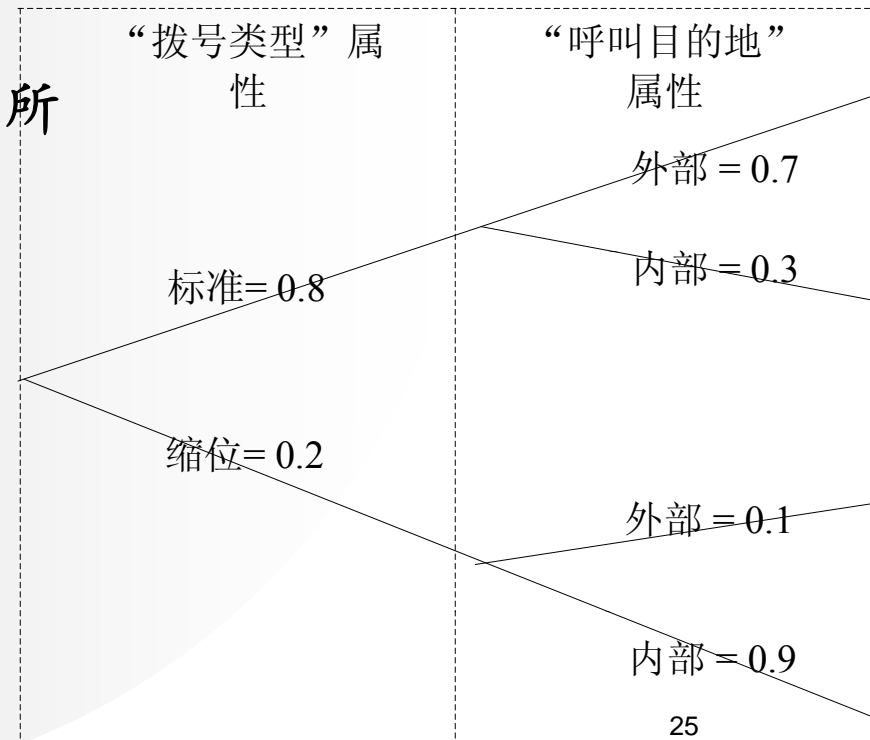 “拨号类型”属
性
“呼叫目的地”
属性
所
外部 = 0.7
内部 = 0.3
标准= 0.8
缩位= 0.2
外部 = 0.1
内部 = 0.9
25